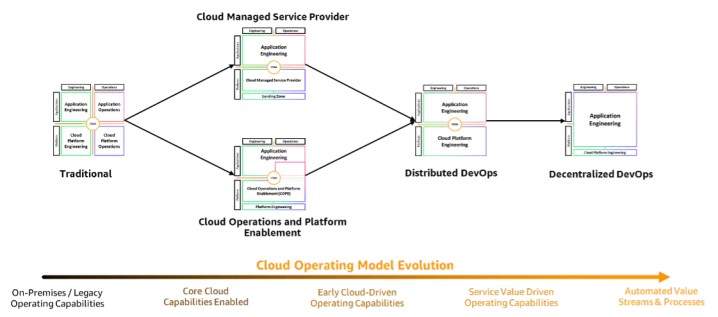 Cloud Managed Service Provider
Engineering
Operations
Application
Engineering
Cloud Managed Service Provider
Landing Zone
Engineering
Operations
Application
Engineering
Application
Operations
Cloud
Platform
Engineering
Cloud
Platform
Operations
Traditional
Engineering
Operations
Application
Engineering
Cloud Operations and Platform
Enablement (COPE)
Platform Engineering
Cloud Operations and Platform
Enablement
Engineering
Operations
Application
Engineering
Cloud Platform
Engineering
Distributed DevOps
Engineering
Operations
Application
Engineering
Cloud Platform Engineering
Decentralized DevOps
Cloud Operating Model Evolution
On-Premises / Legacy
Operating Capabilities
Core Cloud
Capabilities Enabled
Early Cloud-Driven
Operating Capabilities
Service Value Driven
Operating Capabilities
Automated Value
Streams & Processes